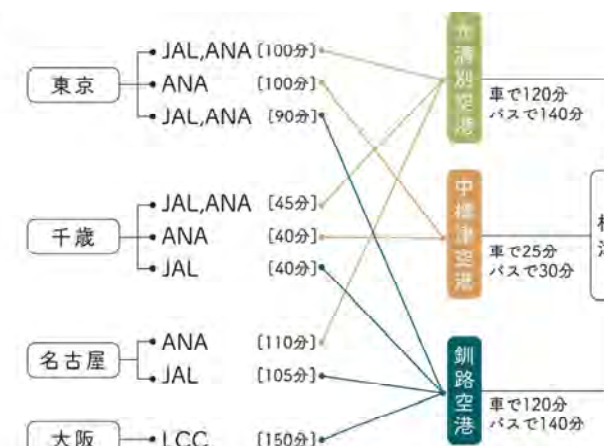 東京
JAL,ANA [100分]
ANA [100分]
JAL,ANA [90分]
千歳
JAL,ANA [45分]
ANA [40分]
JAL [40分]
名古屋
ANA [110分]
JAL [105分]
大阪
LCC [150分]
女満別空港
車で120分
バスで140分
中標津空港
車で25分
バスで30分
釧路空港
車で120分
バスで140分